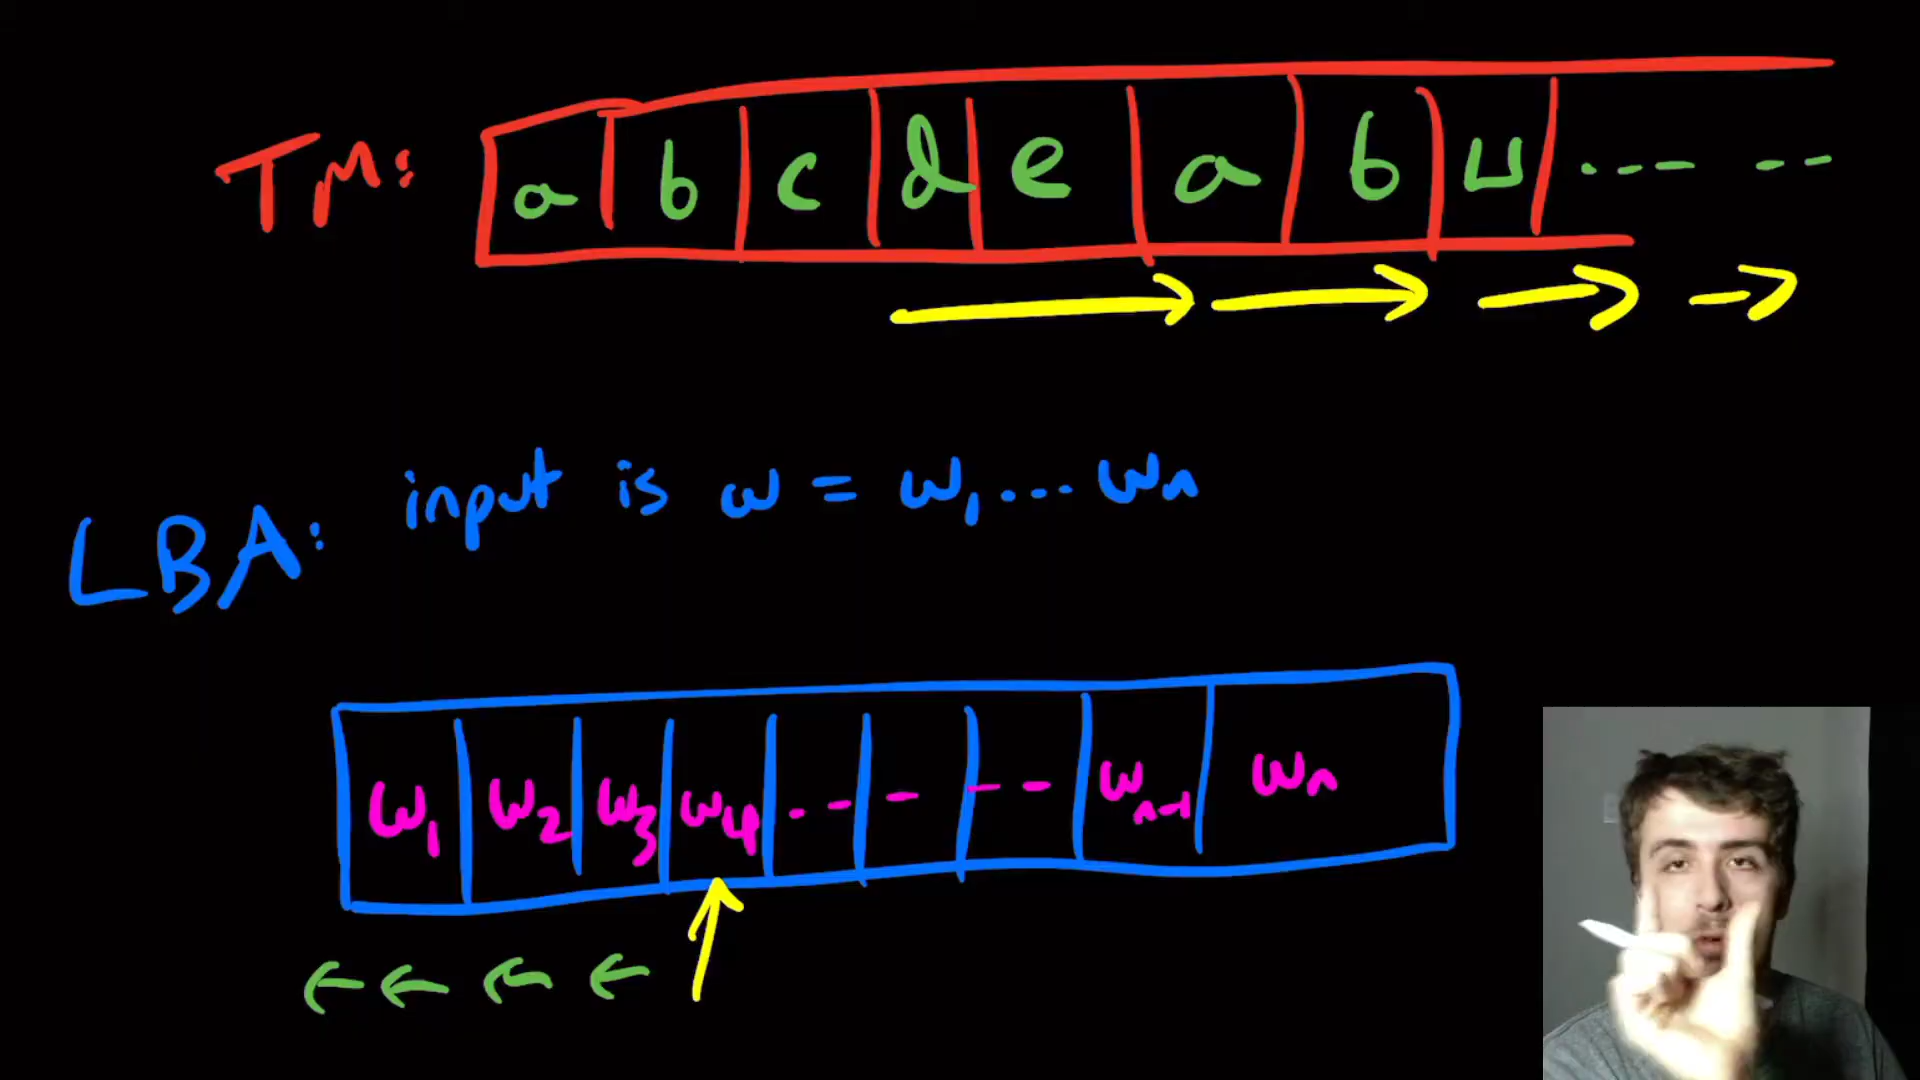 TM: a b c d e a b ⊔ ---- --
LBA: input is w = w₁ ... wₙ
w₁ w₂ w₃ w₄ . - - - - wₙ₋₁ wₙ